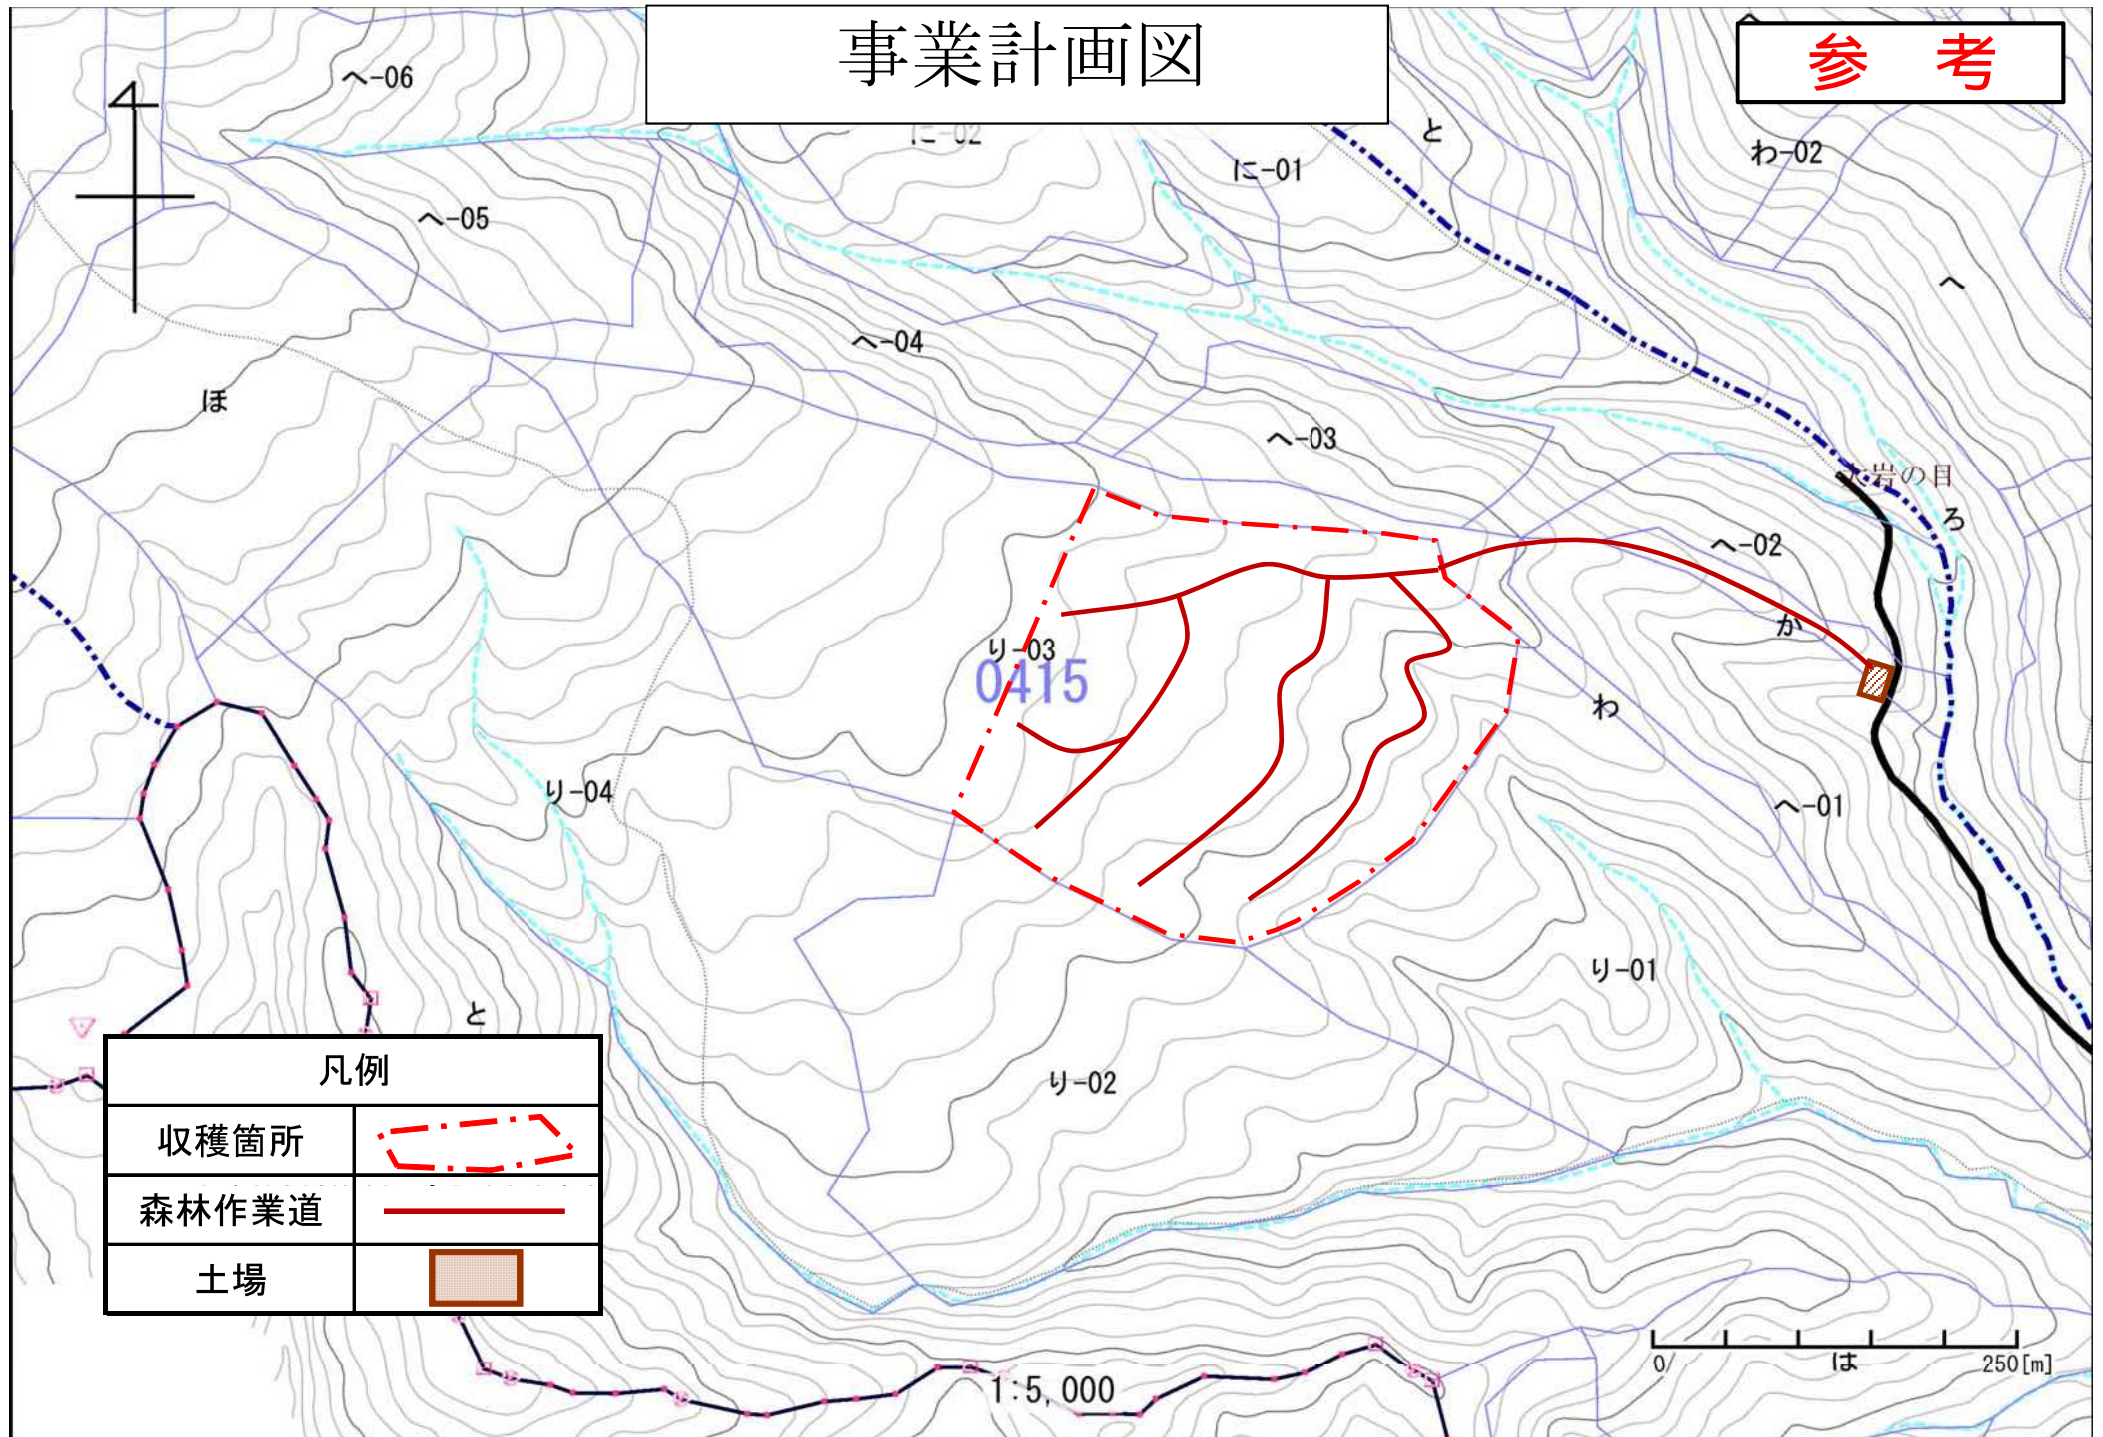 事業計画図
参 考
へ-06
に-02
に-01
と
わ-02
へ
へ-05
へ-04
ほ
へ-03
大岩の目
ろ
へ-02
か
り-03
0415
わ
り-04
へ-01
り-01
と
り-02
凡例
収穫箇所
森林作業道
土場
0
は
250[m]
1:5,000